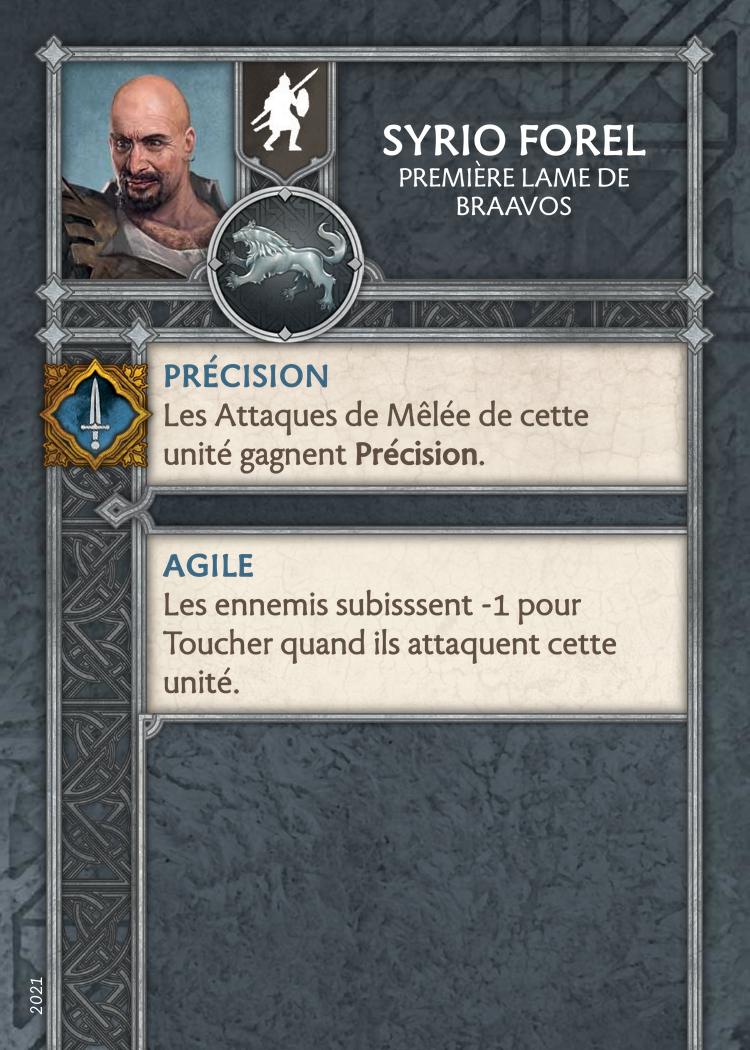 SYRIO FOREL
PREMIÈRE LAME DE
BRAAVOS
PRÉCISION
Les Attaques de Mêlée de cette
unité gagnent Précision.
AGILE
Les ennemis subisssent -1 pour
Toucher quand ils attaquent cette
unité.
2021